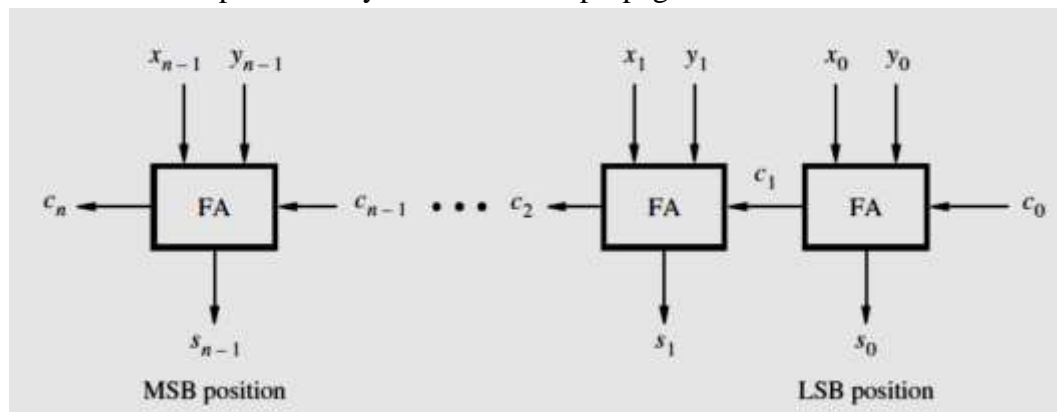 x_{n-1} y_{n-1} x_1 y_1 x_0 y_0
c_n FA c_{n-1} ••• c_2 FA c_1 FA c_0
s_{n-1} s_1 s_0
MSB position LSB position